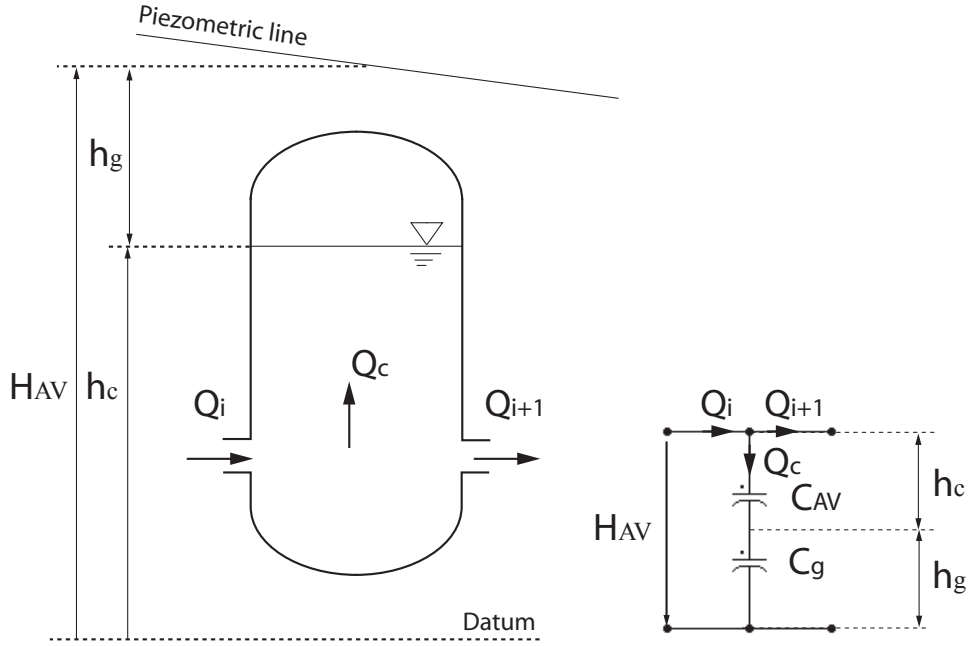 Piezometric line
hg
HAV
hc
Qc
Qi
Qi+1
Datum
Qi
Qi+1
Qc
CAV
hc
HAV
Cg
hg